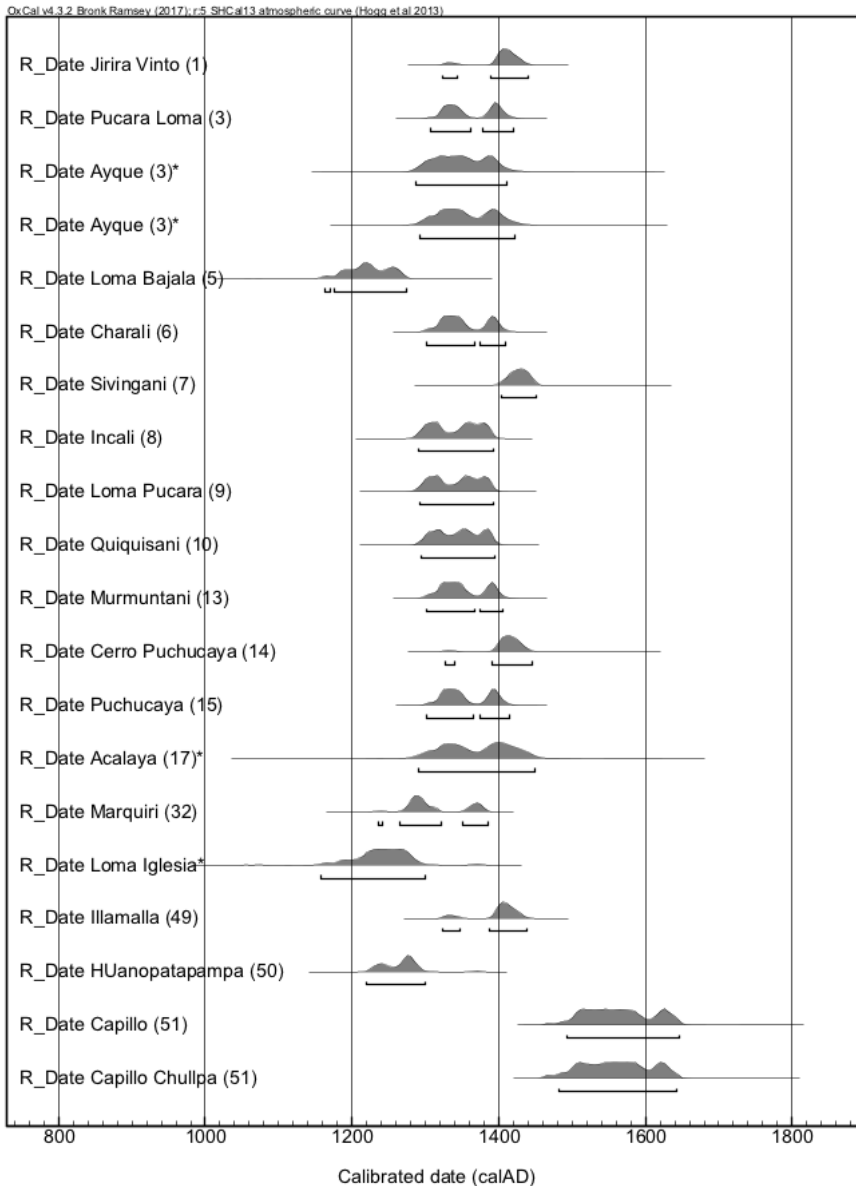 OxCal v4.3.2 Bronk Ramsey (2017); r:5 SHCal13 atmospheric curve (Hogg et al 2013)
R_Date Jirira Vinto (1)
R_Date Pucara Loma (3)
R_Date Ayque (3)*
R_Date Ayque (3)*
R_Date Loma Bajala (5)
R_Date Charali (6)
R_Date Sivingani (7)
R_Date Incali (8)
R_Date Loma Pucara (9)
R_Date Quiquisani (10)
R_Date Murmuntani (13)
R_Date Cerro Puchucaya (14)
R_Date Puchucaya (15)
R_Date Acalaya (17)*
R_Date Marquiri (32)
R_Date Loma Iglesia*
R_Date Illamalla (49)
R_Date HUanopatapampa (50)
R_Date Capillo (51)
R_Date Capillo Chullpa (51)
800 1000 1200 1400 1600 1800
Calibrated date (calAD)